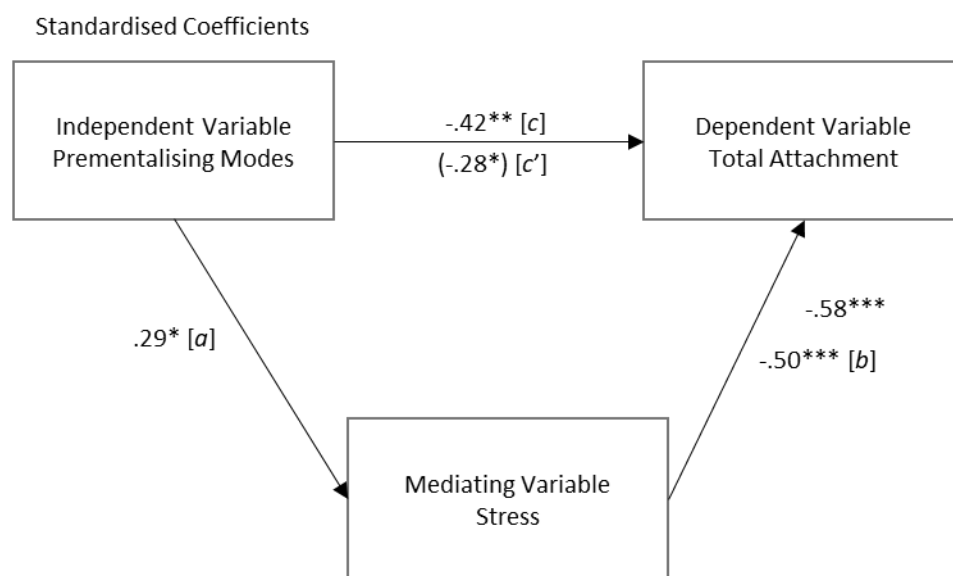 Standardised Coefficients
Independent Variable
Prementalising Modes
-.42** [c]
(-.28*) [c’]
Dependent Variable
Total Attachment
.29* [a]
-.58***
-.50*** [b]
Mediating Variable
Stress